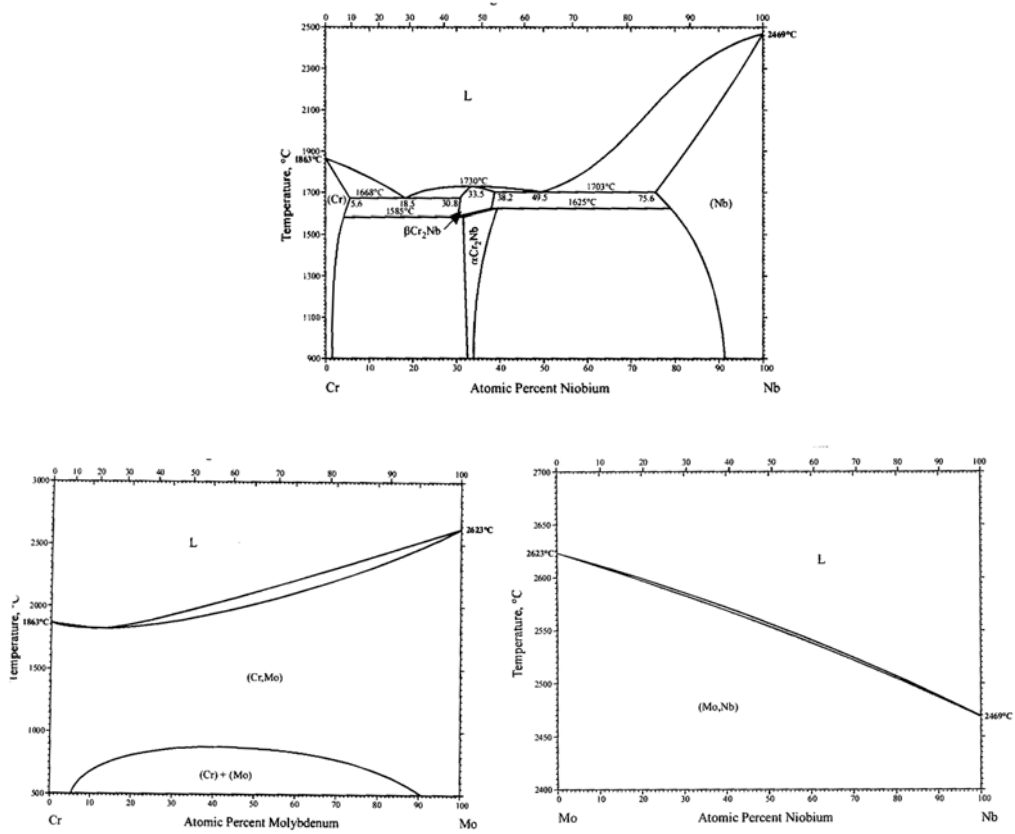 0 10 20 30 40 50 60 70 80 90 100
2500
2300
2100
1900
1700
1500
1300
1100
900
2469°C
L
1863°C
1730°C
1668°C
33.5
1703°C
(Cr)
5.6
18.5
30.8
38.2
49.5
75.6
(Nb)
1585°C
1625°C
βCr₂Nb
αCr₂Nb
Temperature, °C
0 10 20 30 40 50 60 70 80 90 100
Cr Atomic Percent Niobium Nb
0 10 20 30 40 50 60 70 80 90 100
3000
2500
2000
1500
1000
500
2623°C
L
1863°C
(Cr,Mo)
(Cr) + (Mo)
Temperature, °C
0 10 20 30 40 50 60 70 80 90 100
Cr Atomic Percent Molybdenum Mo
0 10 20 30 40 50 60 70 80 90 100
2700
2650
2600
2550
2500
2450
2400
2623°C
L
(Mo,Nb)
2469°C
Temperature, °C
0 10 20 30 40 50 60 70 80 90 100
Mo Atomic Percent Niobium Nb